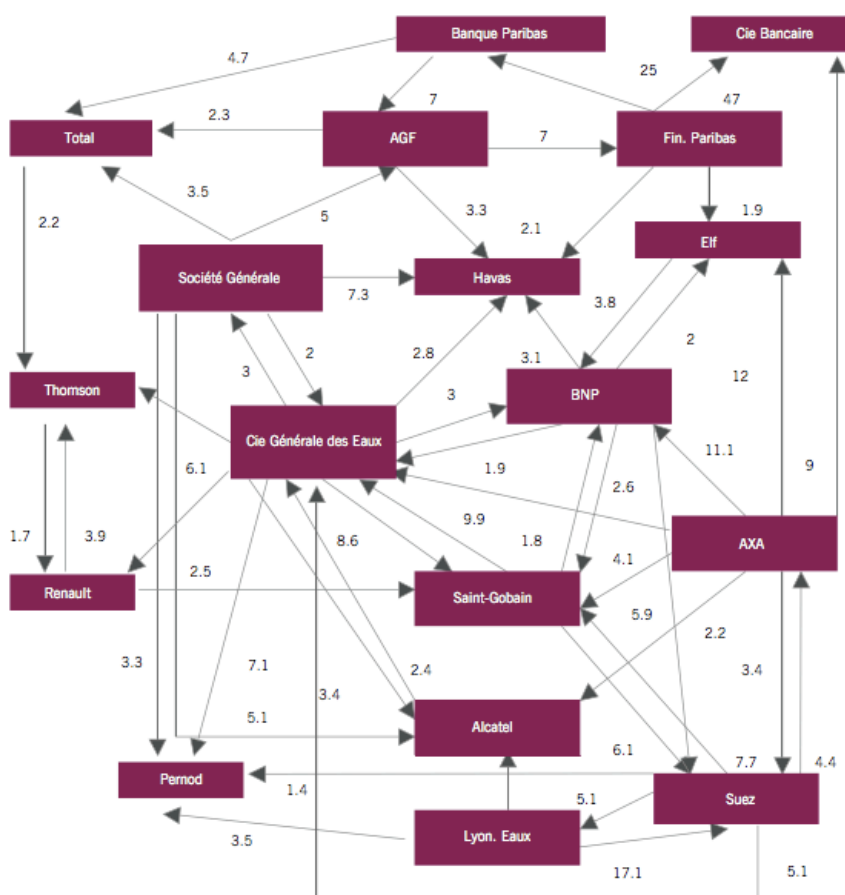 Banque Paribas
Cie Bancaire
4.7
25
7
47
2.3
Total
AGF
7
Fin. Paribas
3.5
5
3.3
2.1
1.9
2.2
Elf
Société Générale
Havas
7.3
3.8
2
2.8
3.1
2
3
12
Thomson
3
BNP
Cie Générale des Eaux
11.1
6.1
1.9
9
2.6
9.9
1.7
3.9
8.6
1.8
AXA
4.1
2.5
Renault
Saint-Gobain
5.9
2.2
3.3
7.1
2.4
3.4
3.4
5.1
Alcatel
6.1
7.7
4.4
Pernod
1.4
5.1
Suez
3.5
Lyon. Eaux
17.1
5.1